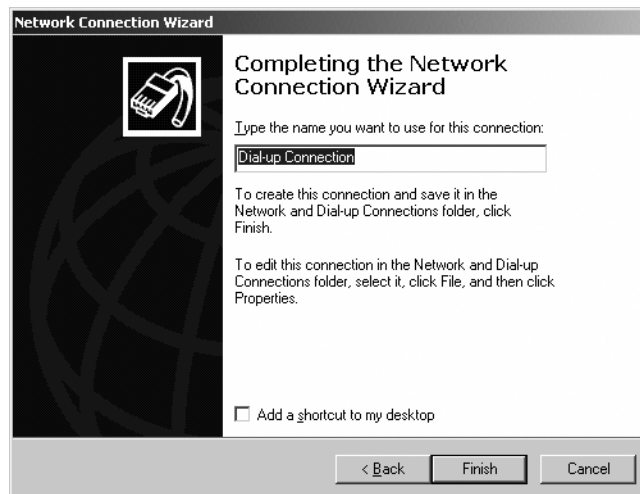 Network Connection Wizard
Completing the Network
Connection Wizard
Type the name you want to use for this connection:
Dial-up Connection
To create this connection and save it in the
Network and Dial-up Connections folder, click
Finish.
To edit this connection in the Network and Dial-up
Connections folder, select it, click File, and then click
Properties.
Add a shortcut to my desktop
< Back Finish Cancel